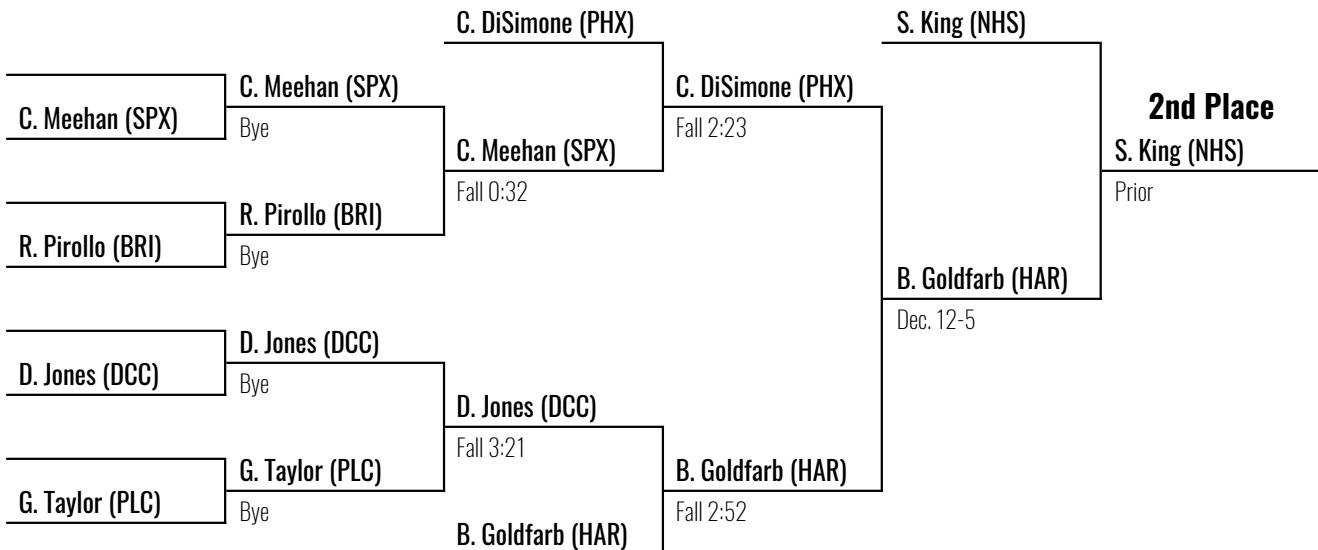 C. DiSimone (PHX)
S. King (NHS)
C. Meehan (SPX)
C. DiSimone (PHX)
2nd Place
C. Meehan (SPX)
Bye
Fall 2:23
C. Meehan (SPX)
S. King (NHS)
Fall 0:32
Prior
R. Pirollo (BRI)
R. Pirollo (BRI)
Bye
B. Goldfarb (HAR)
Dec. 12-5
D. Jones (DCC)
D. Jones (DCC)
Bye
D. Jones (DCC)
Fall 3:21
G. Taylor (PLC)
B. Goldfarb (HAR)
G. Taylor (PLC)
Bye
Fall 2:52
B. Goldfarb (HAR)